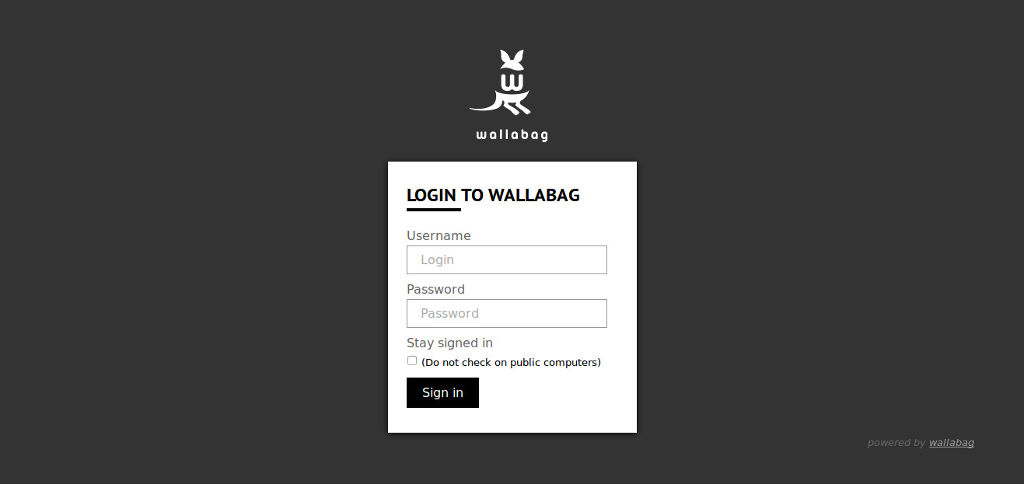 w
wallabag
LOGIN TO WALLABAG
Username
Login
Password
Password
Stay signed in
(Do not check on public computers)
Sign in
powered by wallabag